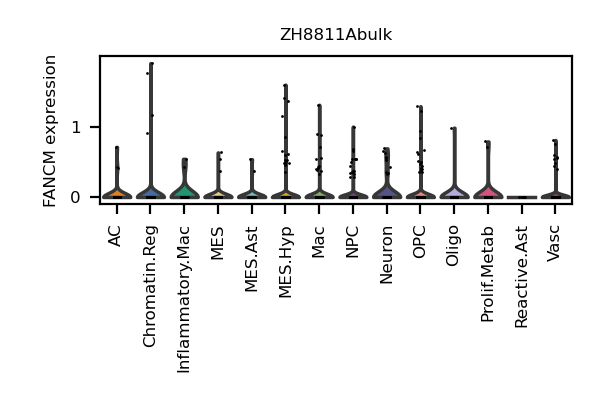 ZH8811Abulk
FANCM expression
1
0
AC
Chromatin.Reg
Inflammatory.Mac
MES
MES.Ast
MES.Hyp
Mac
NPC
Neuron
OPC
Oligo
Prolif.Metab
Reactive.Ast
Vasc